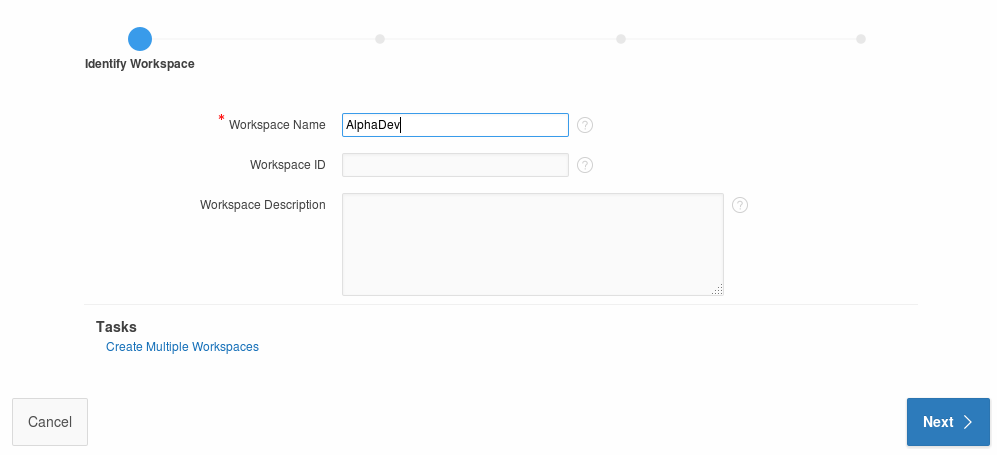 Identify Workspace
* Workspace Name AlphaDev ?
Workspace ID ?
Workspace Description ?
Tasks
Create Multiple Workspaces
Cancel Next